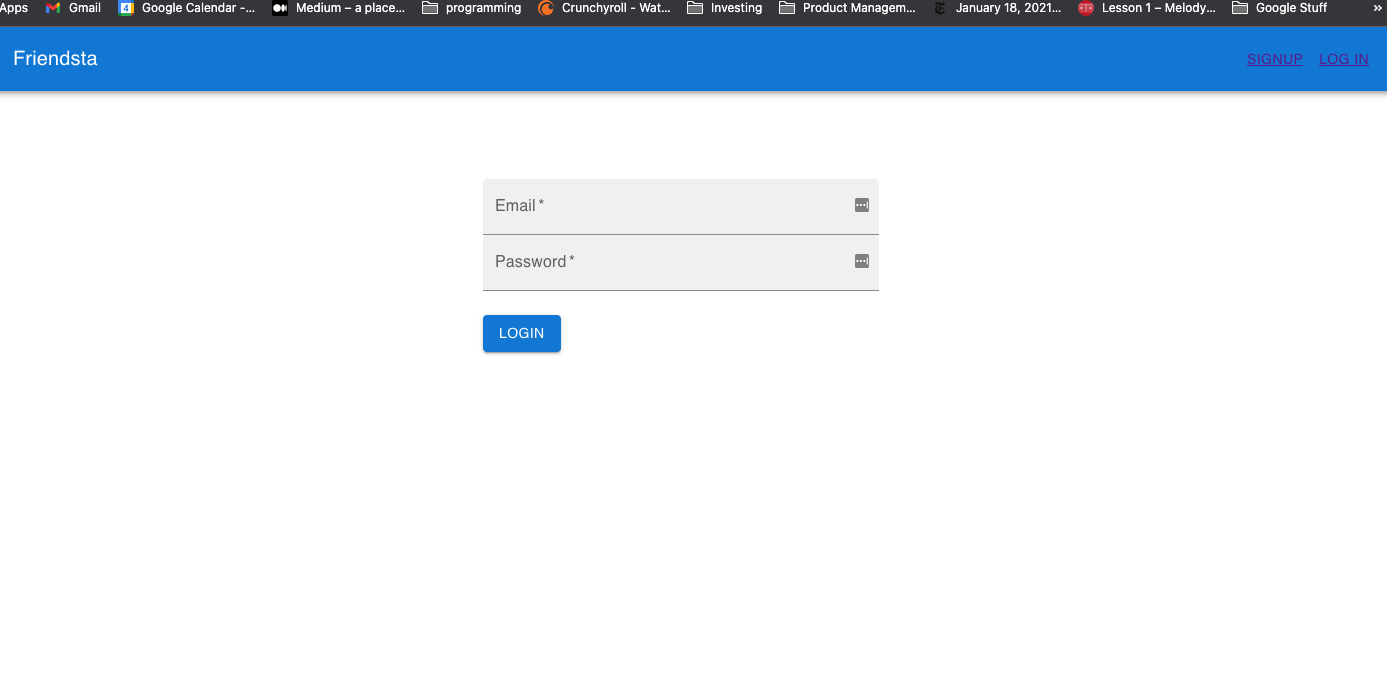 Apps Gmail Google Calendar -... Medium – a place... programming Crunchyroll - Wat... Investing Product Managem... January 18, 2021... Lesson 1 – Melody... Google Stuff »
Friendsta SIGNUP LOG IN
Email *
Password *
LOGIN